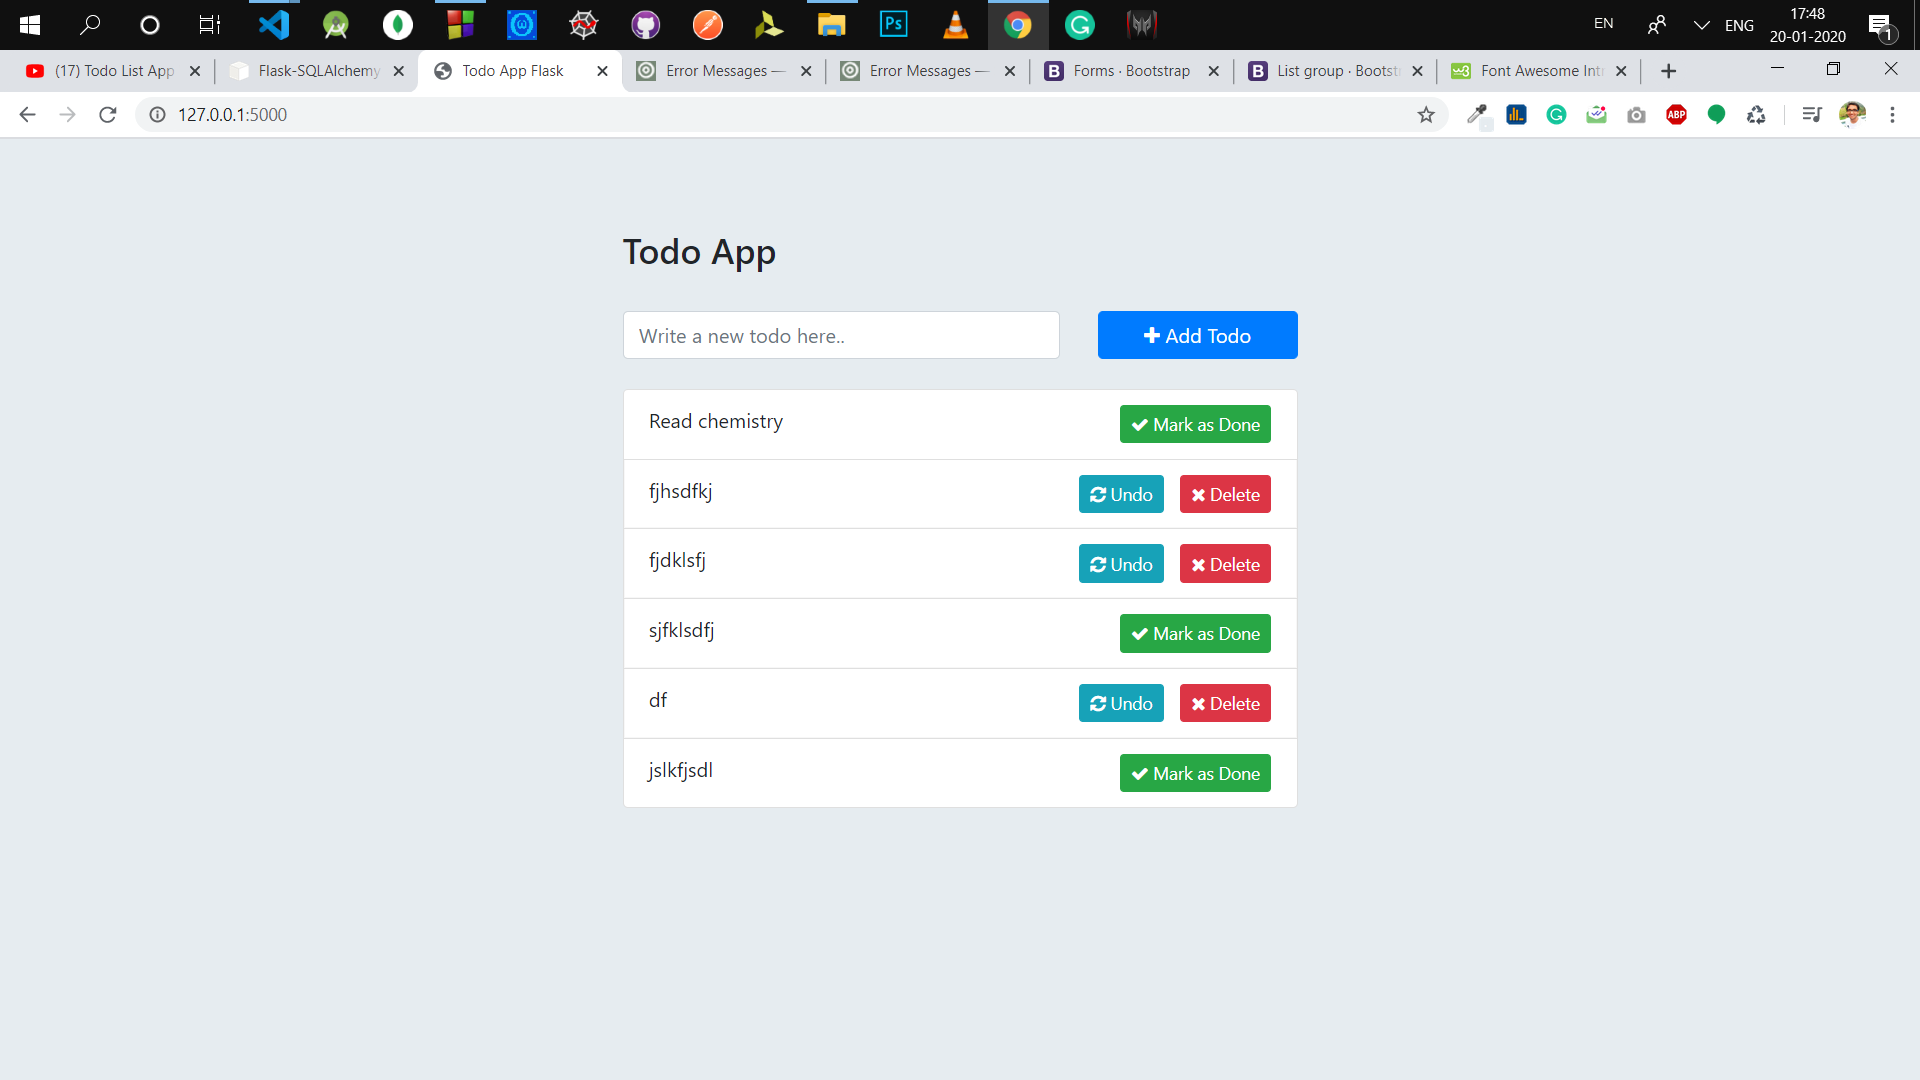 EN
ENG
17:48
20-01-2020
1
(17) Todo List App
Flask-SQLAlchemy
Todo App Flask
Error Messages —
Error Messages —
Forms · Bootstrap
List group · Bootst
Font Awesome Int
127.0.0.1:5000
ABP
Todo App
Write a new todo here..
Add Todo
Read chemistry
Mark as Done
fjhsdfkj
Undo
Delete
fjdklsfj
Undo
Delete
sjfklsdfj
Mark as Done
df
Undo
Delete
jslkfjsdl
Mark as Done